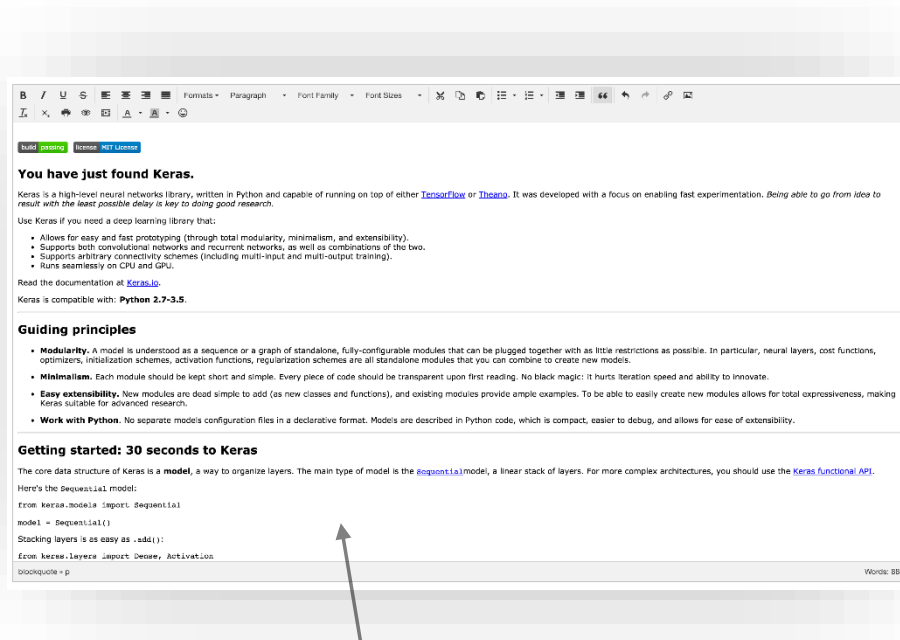 B I U S Formats Paragraph Font Family Font Sizes
build passing license MIT License
You have just found Keras.
Keras is a high-level neural networks library, written in Python and capable of running on top of either TensorFlow or Theano. It was developed with a focus on enabling fast experimentation. Being able to go from idea to
result with the least possible delay is key to doing good research.
Use Keras if you need a deep learning library that:
• Allows for easy and fast prototyping (through total modularity, minimalism, and extensibility).
• Supports both convolutional networks and recurrent networks, as well as combinations of the two.
• Supports arbitrary connectivity schemes (including multi-input and multi-output training).
• Runs seamlessly on CPU and GPU.
Read the documentation at Keras.io.
Keras is compatible with: Python 2.7-3.5.
Guiding principles
• Modularity. A model is understood as a sequence or a graph of standalone, fully-configurable modules that can be plugged together with as little restrictions as possible. In particular, neural layers, cost functions,
optimizers, initialization schemes, activation functions, regularization schemes are all standalone modules that you can combine to create new models.
• Minimalism. Each module should be kept short and simple. Every piece of code should be transparent upon first reading. No black magic: it hurts iteration speed and ability to innovate.
• Easy extensibility. New modules are dead simple to add (as new classes and functions), and existing modules provide ample examples. To be able to easily create new modules allows for total expressiveness, making
Keras suitable for advanced research.
• Work with Python. No separate models configuration files in a declarative format. Models are described in Python code, which is compact, easier to debug, and allows for ease of extensibility.
Getting started: 30 seconds to Keras
The core data structure of Keras is a model, a way to organize layers. The main type of model is the Sequentialmodel, a linear stack of layers. For more complex architectures, you should use the Keras functional API.
Here's the Sequential model:
from keras.models import Sequential
model = Sequential()
Stacking layers is as easy as .add():
from keras.layers import Dense, Activation
blockquote » p Words: 88